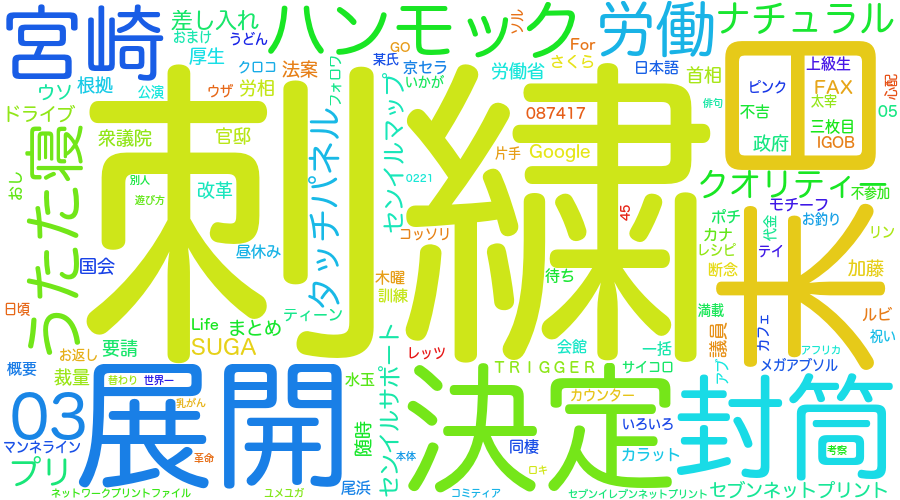 宮崎
差し入れ
おまけ
うどん
厚生
ハンモック
ソル
GO
For
さくら
労働
ナチュラル
ウソ
根拠
クロコ
法案
フォロワ
某氏
京セラ
いかが
労働省
日本語
首相
上級生
心配
ドライブ
公演
ウザ
労相
ピンク
FAX
太宰
俳句
不吉
05
衆議院
官邸
タッチパネル
センイルマップ
087417
三枚目
IGOB
政府
うたた寝
刺繍
片手
Google
日
おし
別人
遊び方
改革
0221
クオリティー
不参加
モチーフ
コッソリ
45
ポチ
お釣り
代金
カナ
リン
レシピ
テイ
国会
昼休み
待ち
木曜
訓練
断念
加藤
末
日頃
ティーン
満載
ルビ
Life
まとめ
カフェ
祝い
議員
概要
お返し
要請
SUGA
レッツ
会館
一括
アフリカ
メガアブソル
アプ
裁量
替わり
世界一
水玉
センイルサポート
TRIGGER
サイコロ
03
乳がん
カウンター
展開
決定
封筒
マンネライン
随時
同棲
いろいろ
カラット
考察
プリ
革命
本体
ロキ
ネットワークプリントファイル
ユメユガ
尾浜
コミティア
セブンイレブンネットプリント
セブンネットプリント